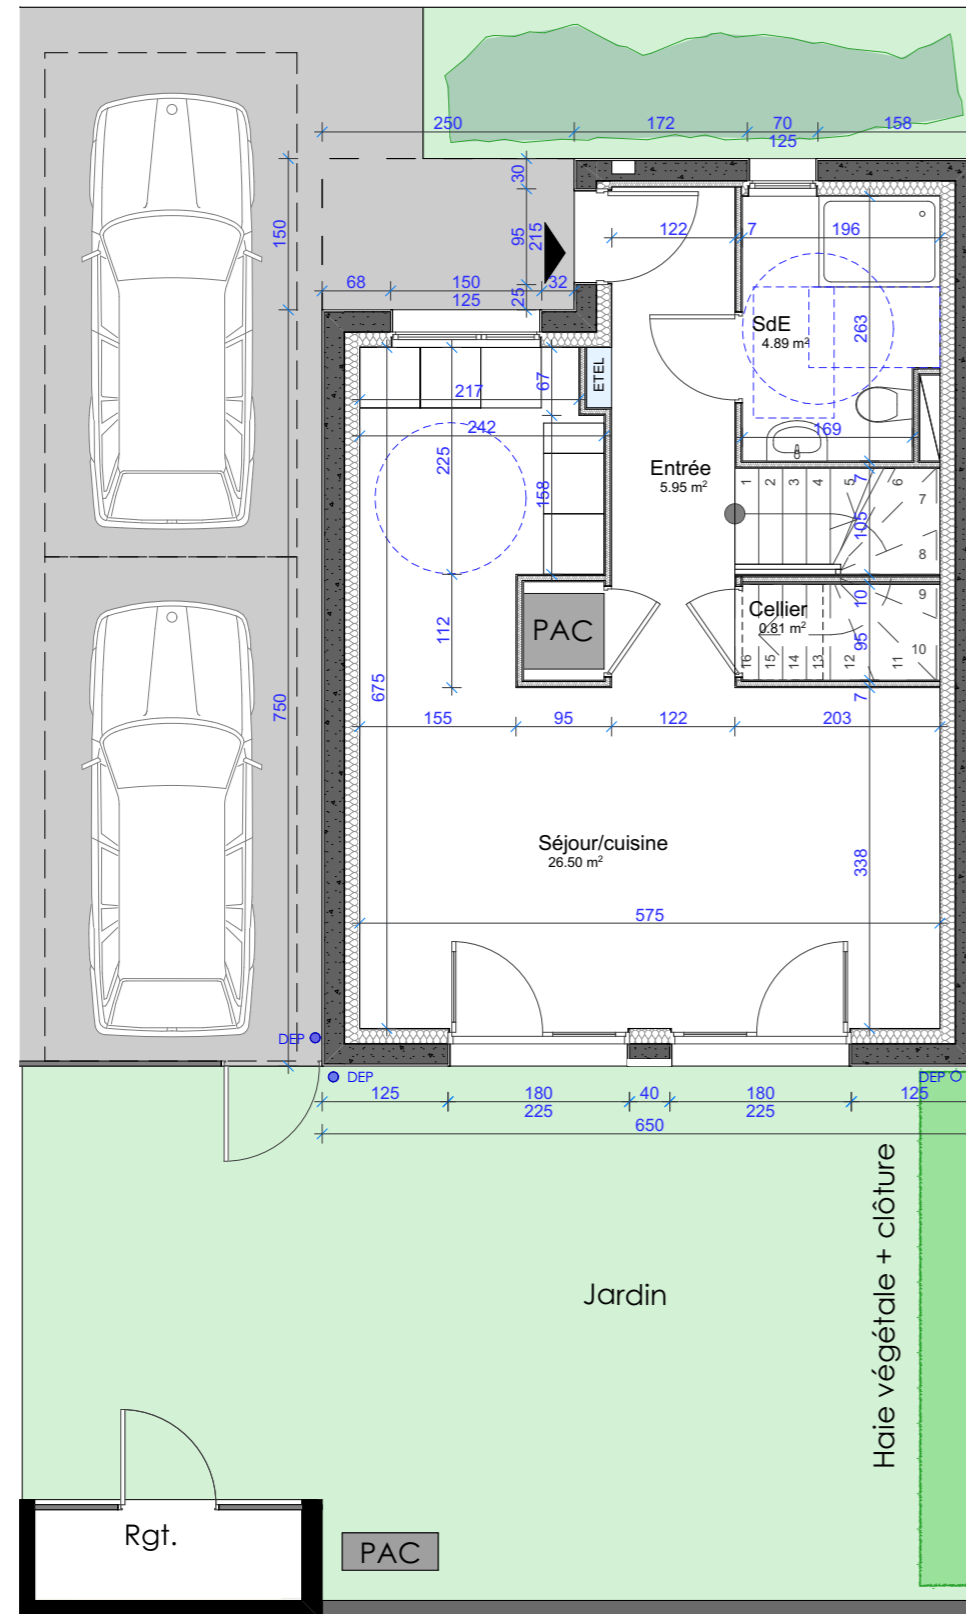 250 172 70 158
125
30
150
95
215
122 7 196
68 150 32
125
25
SdE
4.89 m²
263
67
ETEL
217
242
169
225
158
Entrée
5.95 m²
1 2 3 4 5 6
7
7
105
8
PAC
112
Cellier
0.81 m²
10
9
95
10
16 15 14 13 12 11
7
675
750
155 95 122 203
Séjour/cuisine
26.50 m²
338
575
DEP
DEP
DEP
125 180 40 180 125
225 225
650
Haie végétale + clôture
Jardin
Rgt.
PAC